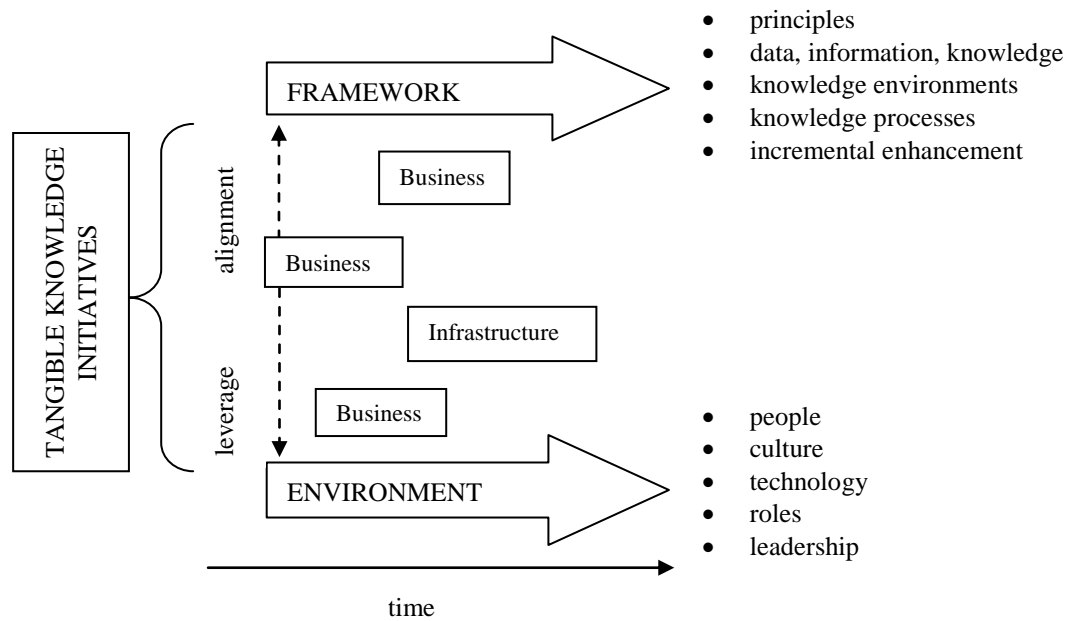 • principles
• data, information, knowledge
• knowledge environments
• knowledge processes
• incremental enhancement
FRAMEWORK
TANGIBLE KNOWLEDGE
INITIATIVES
alignment
leverage
Business
Business
Infrastructure
Business
ENVIRONMENT
• people
• culture
• technology
• roles
• leadership
time